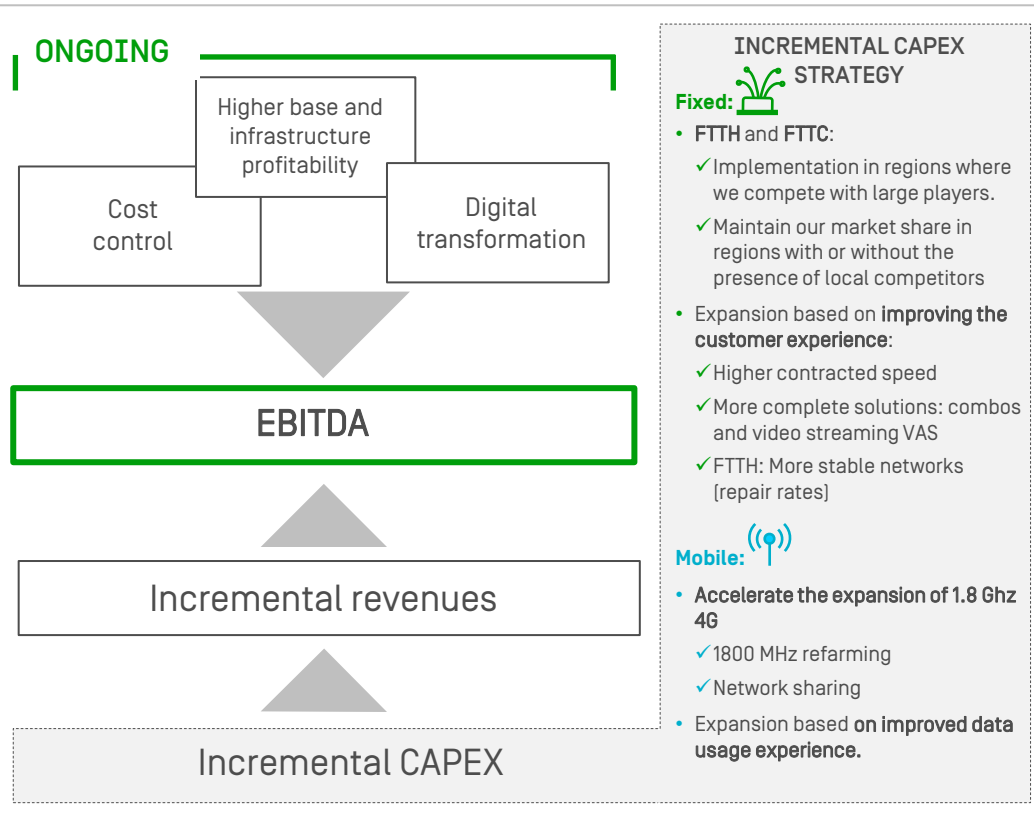 ONGOING
Higher base and
infrastructure
profitability
Cost
control
Digital
transformation
EBITDA
Incremental revenues
Incremental CAPEX
INCREMENTAL CAPEX
STRATEGY
Fixed:
• FTTH and FTTC:
✓Implementation in regions where
we compete with large players.
✓Maintain our market share in
regions with or without the
presence of local competitors
• Expansion based on improving the
customer experience:
✓Higher contracted speed
✓More complete solutions: combos
and video streaming VAS
✓FTTH: More stable networks
(repair rates)
Mobile:
• Accelerate the expansion of 1.8 Ghz
4G
✓1800 MHz refarming
✓Network sharing
• Expansion based on improved data
usage experience.